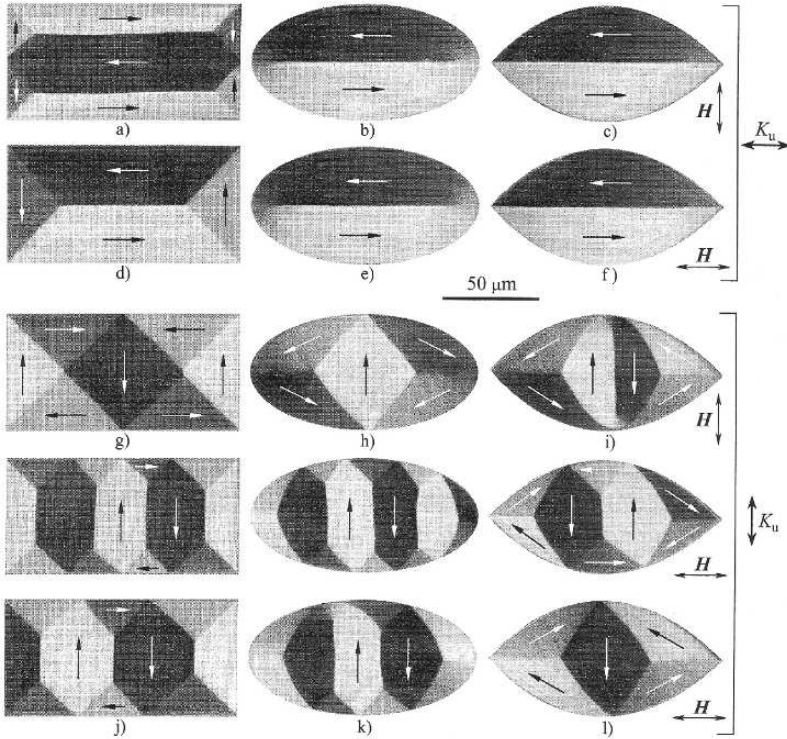 a) b) c) H
Ku
d) e) f) H
50 μm
g) h) i) H
H
Ku
j) k) l) H